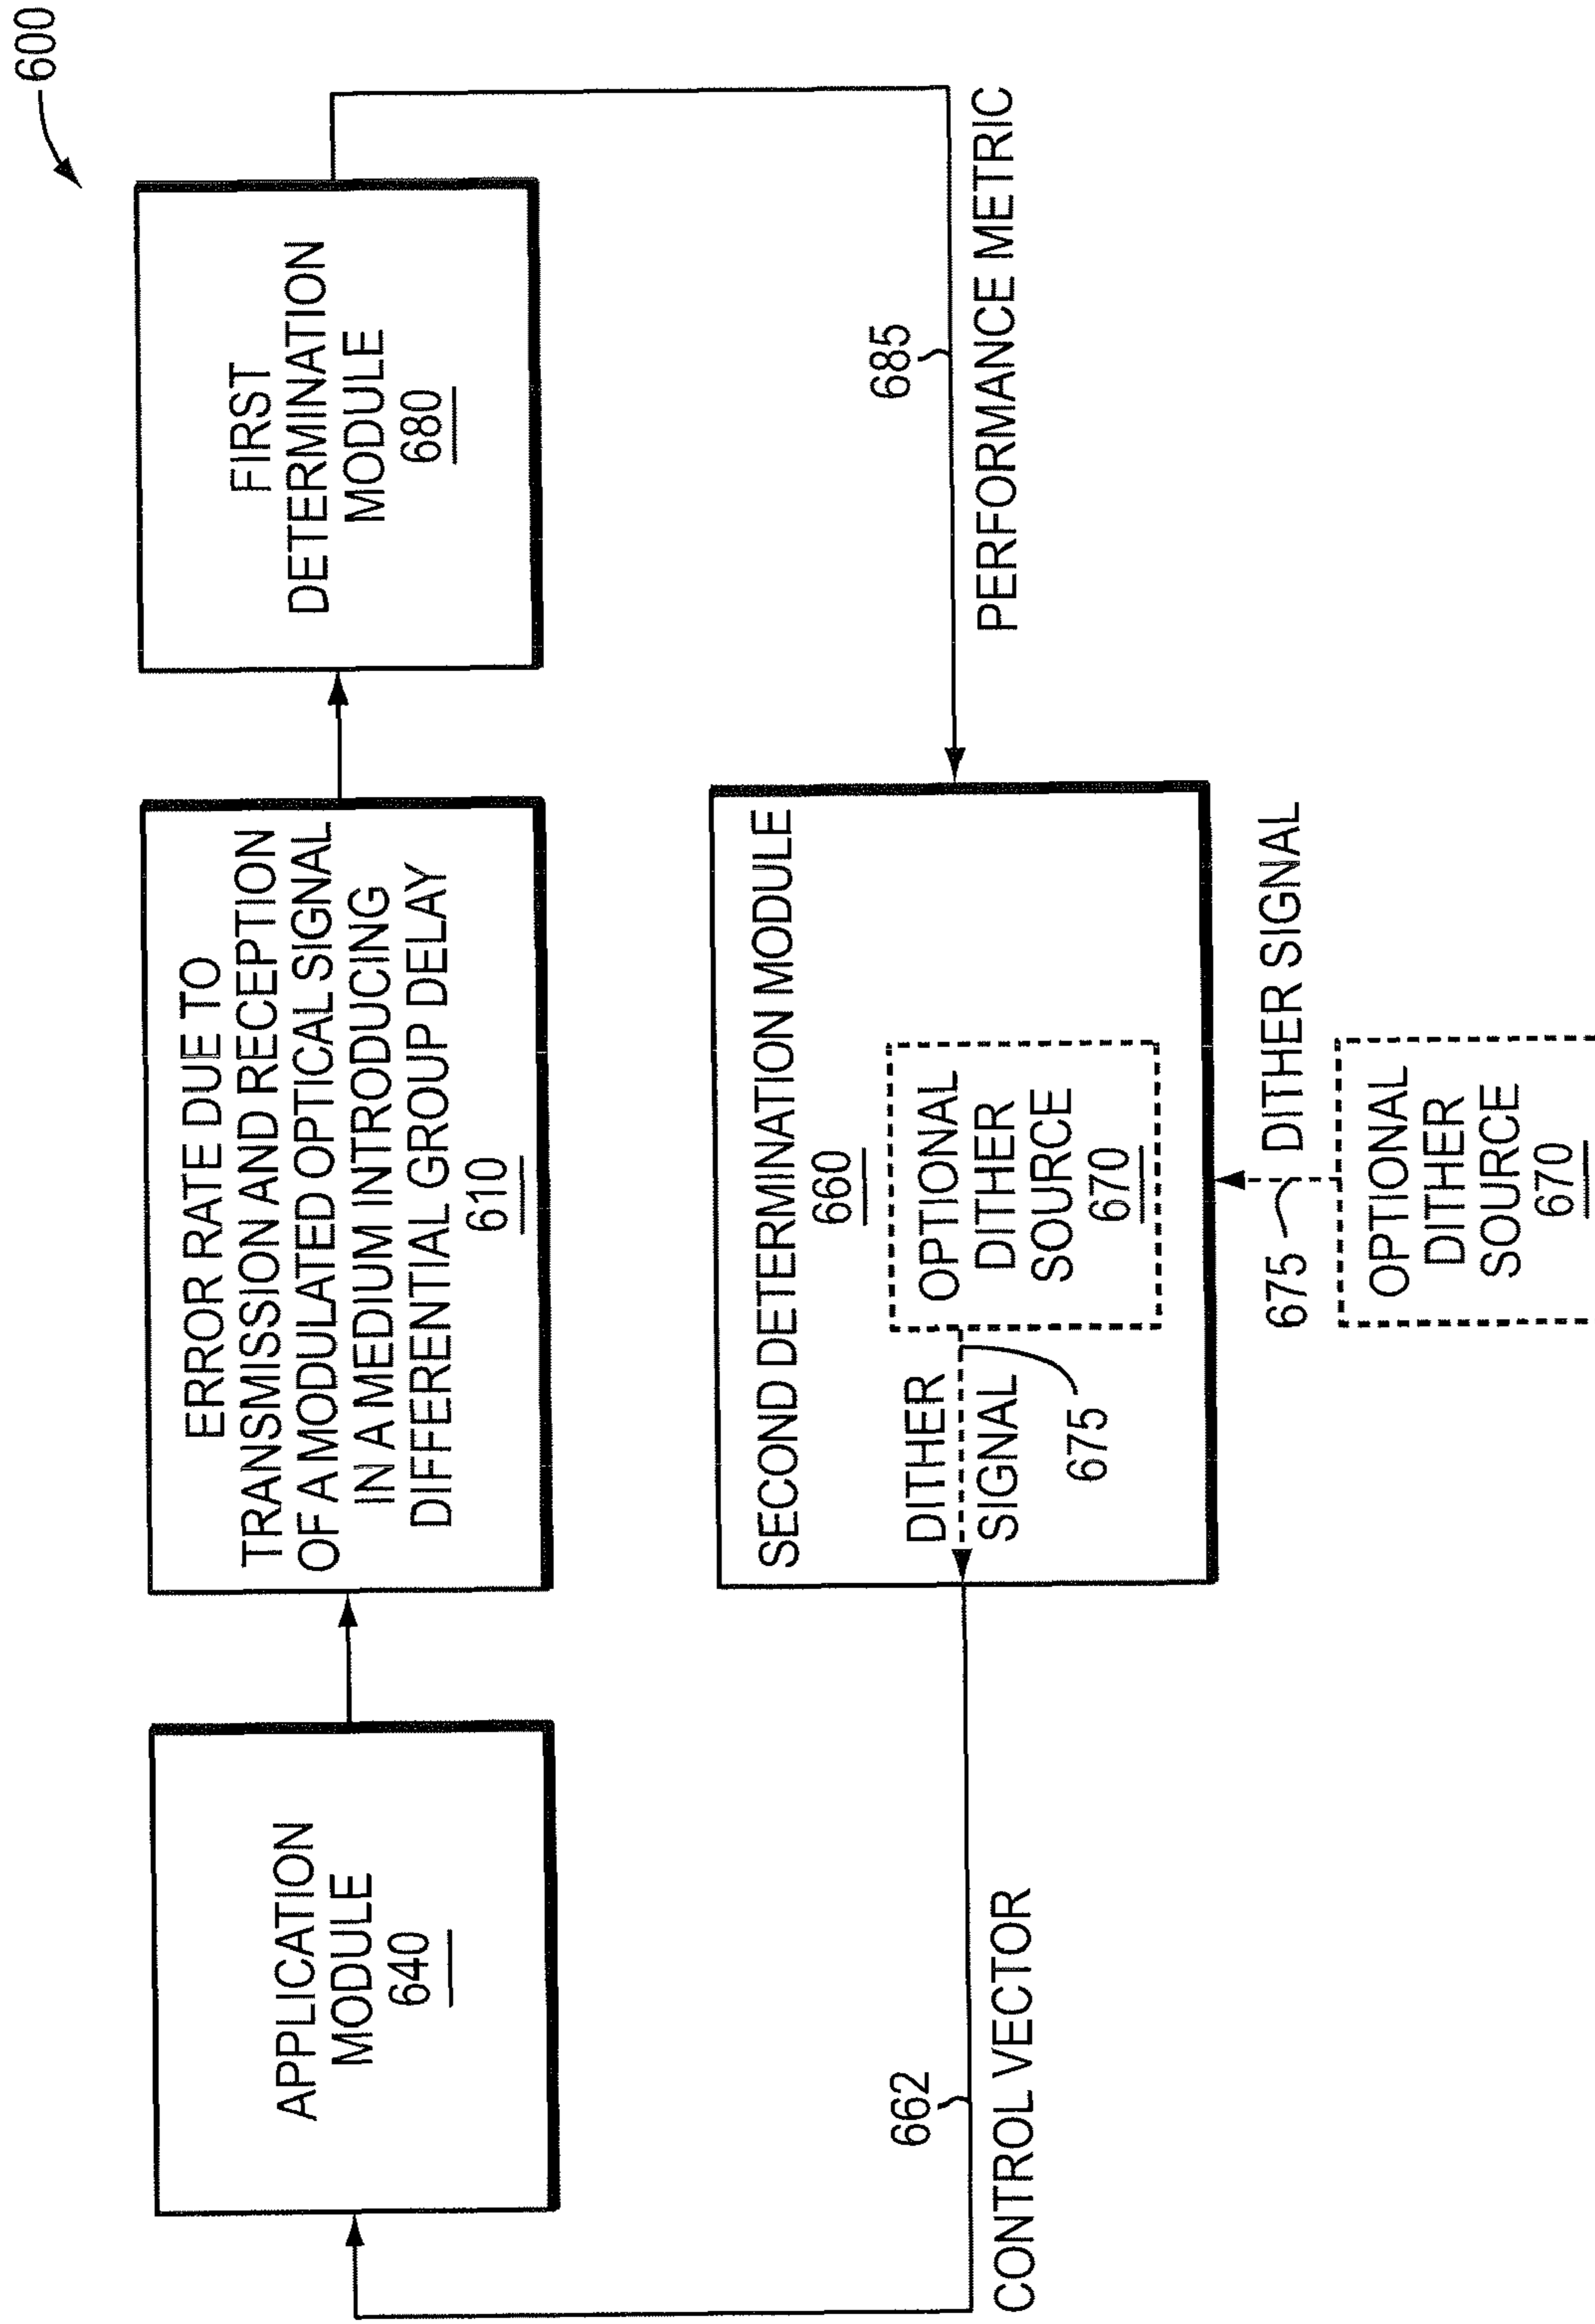 600
APPLICATION
MODULE
640
ERROR RATE DUE TO
TRANSMISSION AND RECEPTION
OF A MODULATED OPTICAL SIGNAL
IN A MEDIUM INTRODUCING
DIFFERENTIAL GROUP DELAY
610
FIRST
DETERMINATION
MODULE
680
662
CONTROL VECTOR
SECOND DETERMINATION MODULE
660
DITHER
SIGNAL
675
OPTIONAL
DITHER
SOURCE
670
685
PERFORMANCE METRIC
675
DITHER SIGNAL
OPTIONAL
DITHER
SOURCE
670